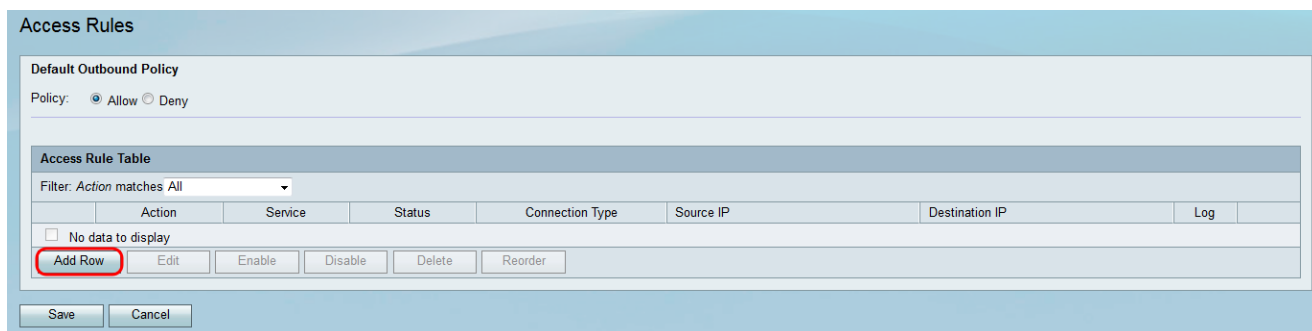 Access Rules
Default Outbound Policy
Policy: Allow Deny
Access Rule Table
Filter: Action matches All
Action Service Status Connection Type Source IP Destination IP Log
No data to display
Add Row Edit Enable Disable Delete Reorder
Save Cancel